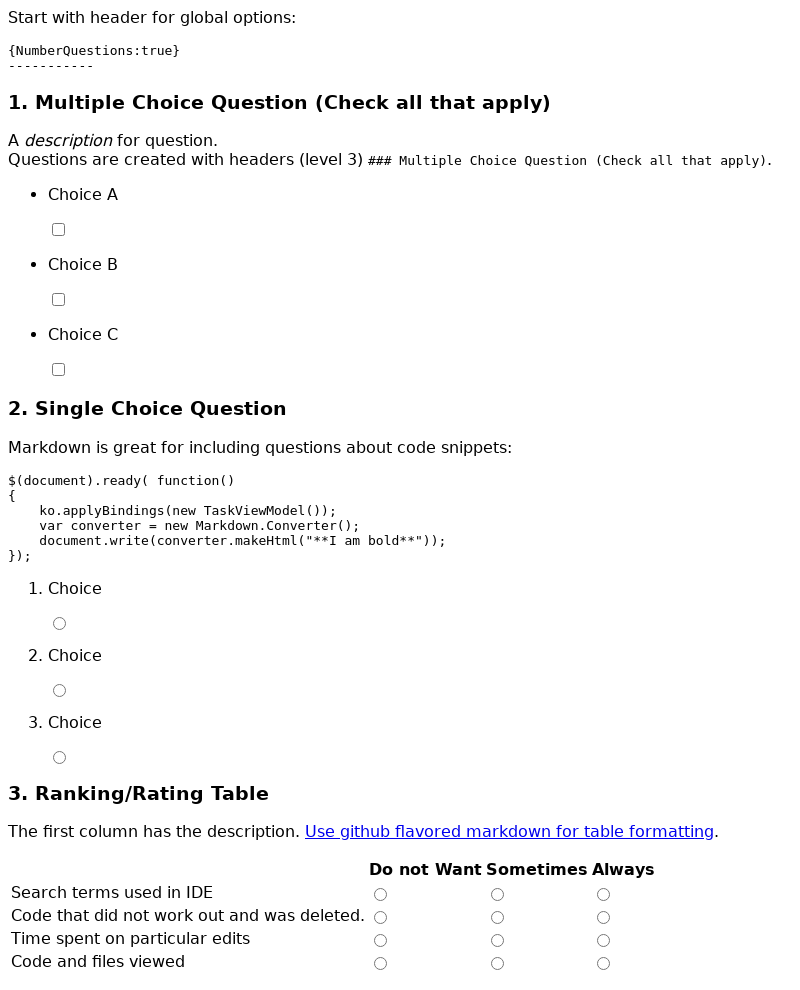 Start with header for global options:
{NumberQuestions:true}
-----------
1. Multiple Choice Question (Check all that apply)
A description for question.
Questions are created with headers (level 3) ### Multiple Choice Question (Check all that apply).
• Choice A
• Choice B
• Choice C
2. Single Choice Question
Markdown is great for including questions about code snippets:
$(document).ready( function()
{
    ko.applyBindings(new TaskViewModel());
    var converter = new Markdown.Converter();
    document.write(converter.makeHtml("**I am bold**"));
});
1. Choice
2. Choice
3. Choice
3. Ranking/Rating Table
The first column has the description. Use github flavored markdown for table formatting.
Do not Want Sometimes Always
Search terms used in IDE
Code that did not work out and was deleted.
Time spent on particular edits
Code and files viewed